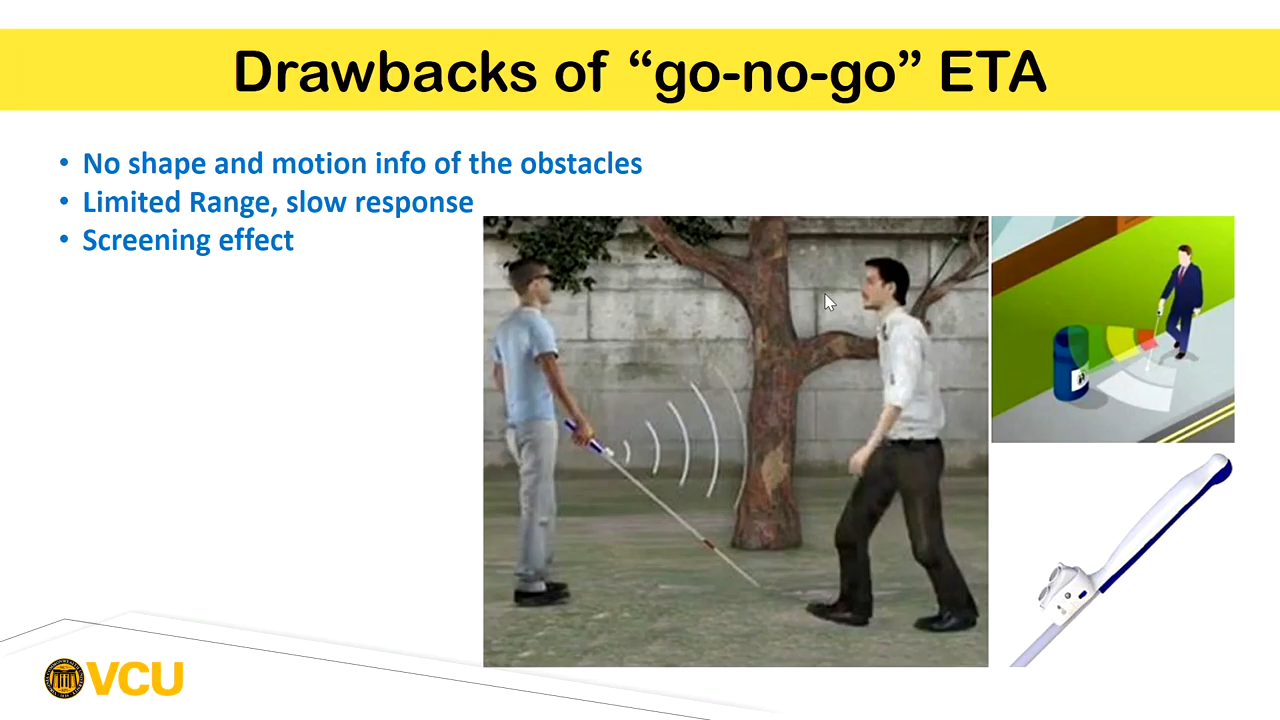 Drawbacks of “go-no-go” ETA
• No shape and motion info of the obstacles
• Limited Range, slow response
• Screening effect
VCU